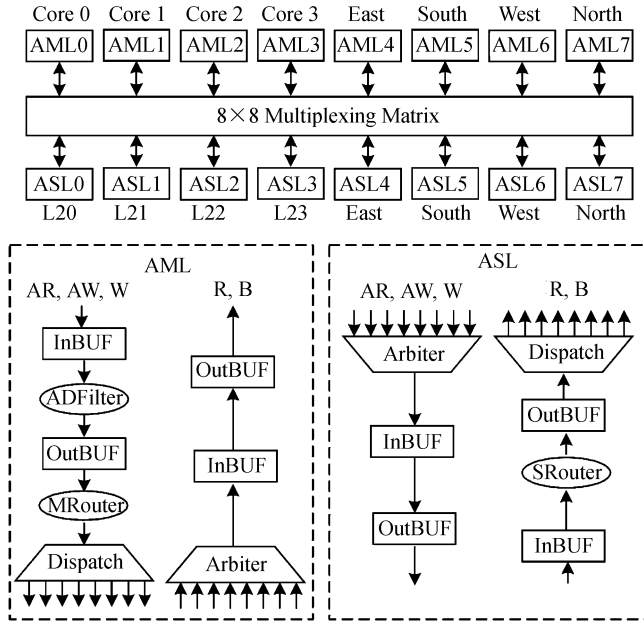 Core 0 Core 1 Core 2 Core 3 East South West North
AML0 AML1 AML2 AML3 AML4 AML5 AML6 AML7
8×8 Multiplexing Matrix
ASL0 ASL1 ASL2 ASL3 ASL4 ASL5 ASL6 ASL7
L20 L21 L22 L23 East South West North
AML
AR, AW, W
InBUF
ADFilter
OutBUF
MRouter
Dispatch
R, B
OutBUF
InBUF
Arbiter
ASL
AR, AW, W
Arbiter
InBUF
OutBUF
R, B
Dispatch
OutBUF
SRouter
InBUF